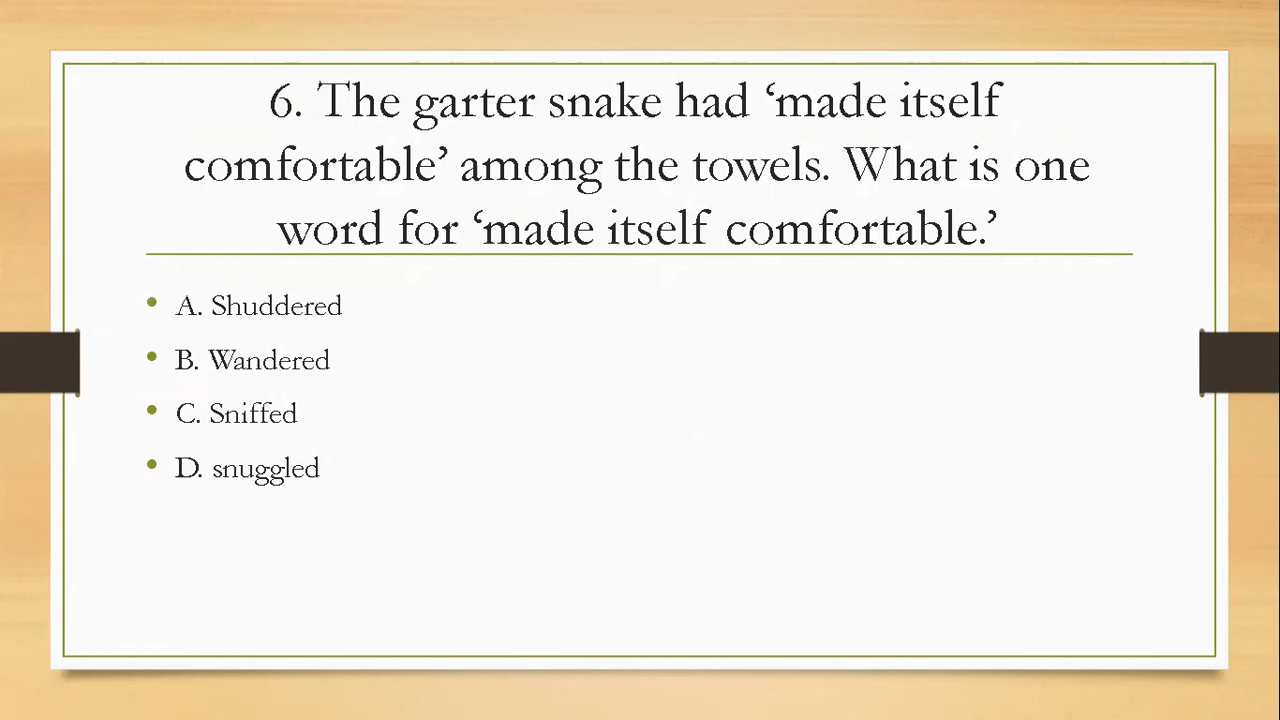 6. The garter snake had ‘made itself
comfortable’ among the towels. What is one
word for ‘made itself comfortable.’
• A. Shuddered
• B. Wandered
• C. Sniffed
• D. snuggled